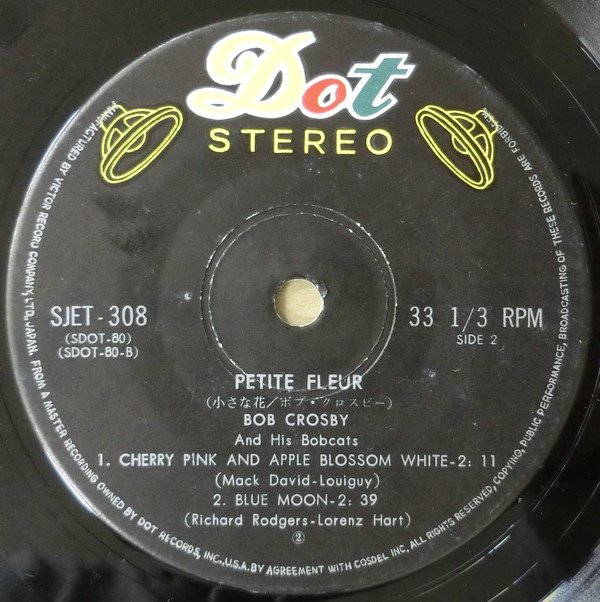 Dot
STEREO
SJET-308
(SDOT-80)
(SDOT-80-B)
33 1/3 RPM
SIDE 2
PETITE FLEUR
(小さな花/ボブ・クロスビー)
BOB CROSBY
And His Bobcats
1. CHERRY PINK AND APPLE BLOSSOM WHITE-2: 11
(Mack David-Louiguy)
2. BLUE MOON-2: 39
(Richard Rodgers-Lorenz Hart)
②
MANUFACTURED BY VICTOR RECORD COMPANY, LTD. JAPAN. FROM A MASTER RECORDING OWNED BY DOT RECORDS, INC., U.S.A. BY AGREEMENT WITH COSDEL INC. ALL RIGHTS RESERVED, COPYING, PUBLIC PERFORMANCE, BROADCASTING OF THESE RECORDS ARE FORBIDDEN.